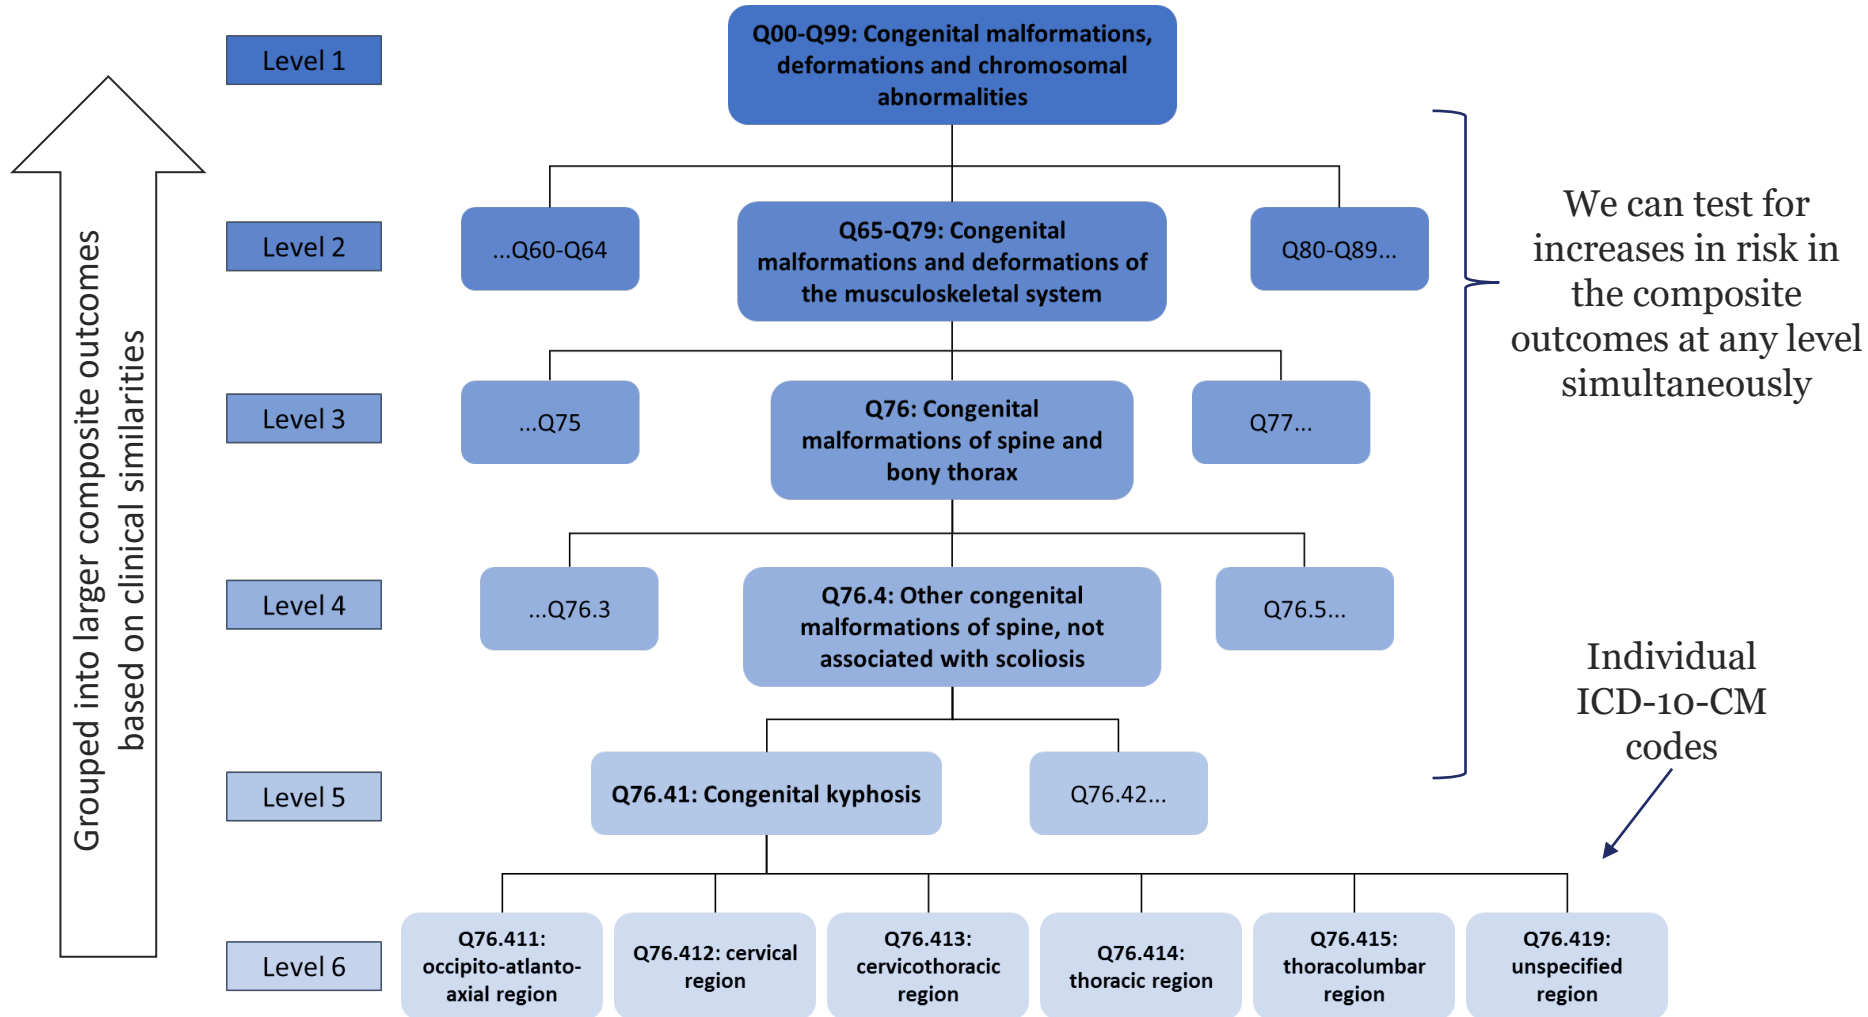 Grouped into larger composite outcomes
based on clinical similarities
Level 1
Q00-Q99: Congenital malformations,
deformations and chromosomal
abnormalities
Level 2
...Q60-Q64
Q65-Q79: Congenital
malformations and deformations of
the musculoskeletal system
Q80-Q89...
We can test for
increases in risk in
the composite
outcomes at any level
simultaneously
Level 3
...Q75
Q76: Congenital
malformations of spine and
bony thorax
Q77...
Level 4
...Q76.3
Q76.4: Other congenital
malformations of spine, not
associated with scoliosis
Q76.5...
Individual
ICD-10-CM
codes
Level 5
Q76.41: Congenital kyphosis
Q76.42...
Level 6
Q76.411:
occipito-atlanto-
axial region
Q76.412: cervical
region
Q76.413:
cervicothoracic
region
Q76.414:
thoracic region
Q76.415:
thoracolumbar
region
Q76.419:
unspecified
region